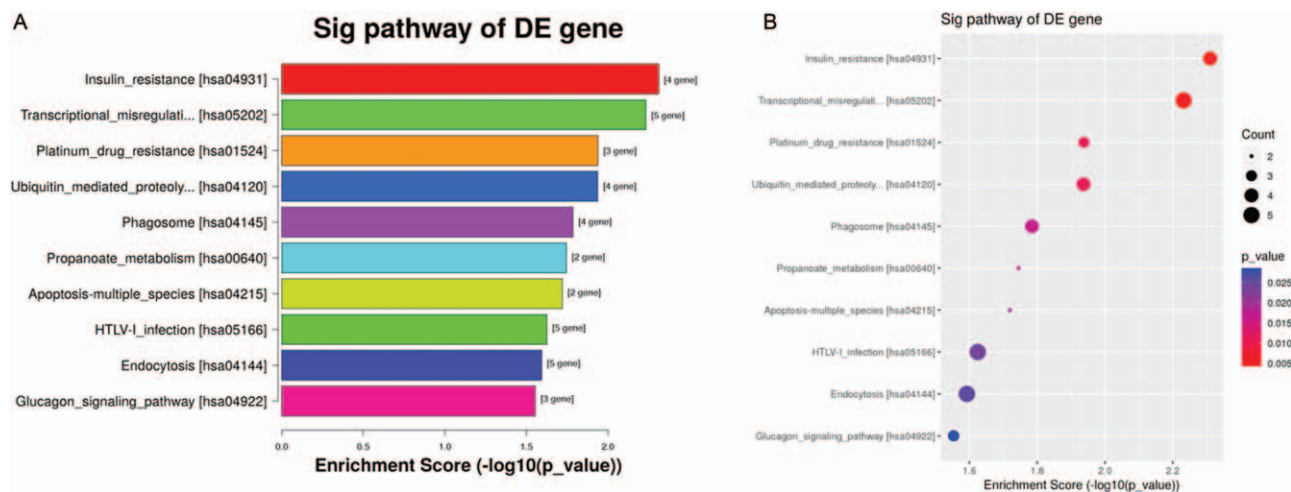 A
Sig pathway of DE gene
Insulin_resistance [hsa04931]
[4 gene]
Transcriptional_misregulati... [hsa05202]
[5 gene]
Platinum_drug_resistance [hsa01524]
[3 gene]
Ubiquitin_mediated_proteoly... [hsa04120]
[4 gene]
Phagosome [hsa04145]
[4 gene]
Propanoate_metabolism [hsa00640]
[2 gene]
Apoptosis-multiple_species [hsa04215]
[2 gene]
HTLV-I_infection [hsa05166]
[5 gene]
Endocytosis [hsa04144]
[5 gene]
Glucagon_signaling_pathway [hsa04922]
[3 gene]
0.0 0.5 1.0 1.5 2.0
Enrichment Score (-log10(p_value))
B
Sig pathway of DE gene
Insulin_resistance [hsa04931]
Transcriptional_misregulati... [hsa05202]
Platinum_drug_resistance [hsa01524]
Ubiquitin_mediated_proteoly... [hsa04120]
Phagosome [hsa04145]
Propanoate_metabolism [hsa00640]
Apoptosis-multiple_species [hsa04215]
HTLV-I_infection [hsa05166]
Endocytosis [hsa04144]
Glucagon_signaling_pathway [hsa04922]
1.6 1.8 2.0 2.2
Enrichment Score (-log10(p_value))
Count
2
3
4
5
p_value
0.025
0.020
0.015
0.010
0.005